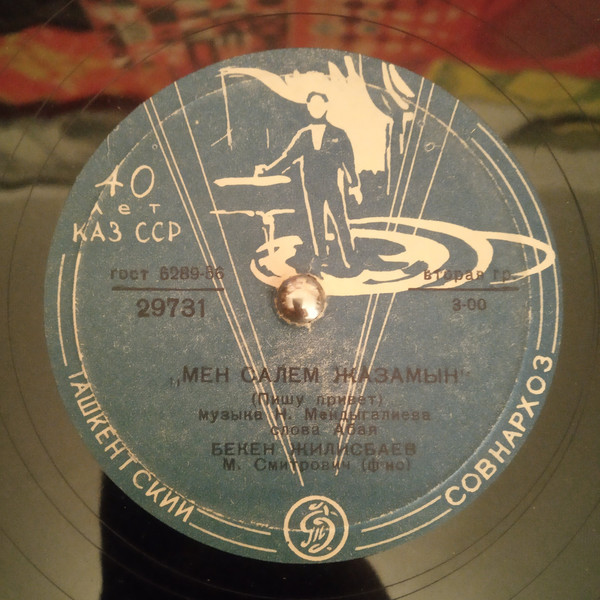 40
лет
КАЗ ССР
гост 5289-56
вторая гр.
29731
3-00
„МЕН САЛЕМ ЖАЗАМЫН"
(Пишу привет)
музыка Н. Мендыгалиева
слова Абая
БЕКЕН ЖИЛИСБАЕВ
М. Смитрович (ф-но)
ТАШКЕНТСКИЙ
СОВНАРХОЗ